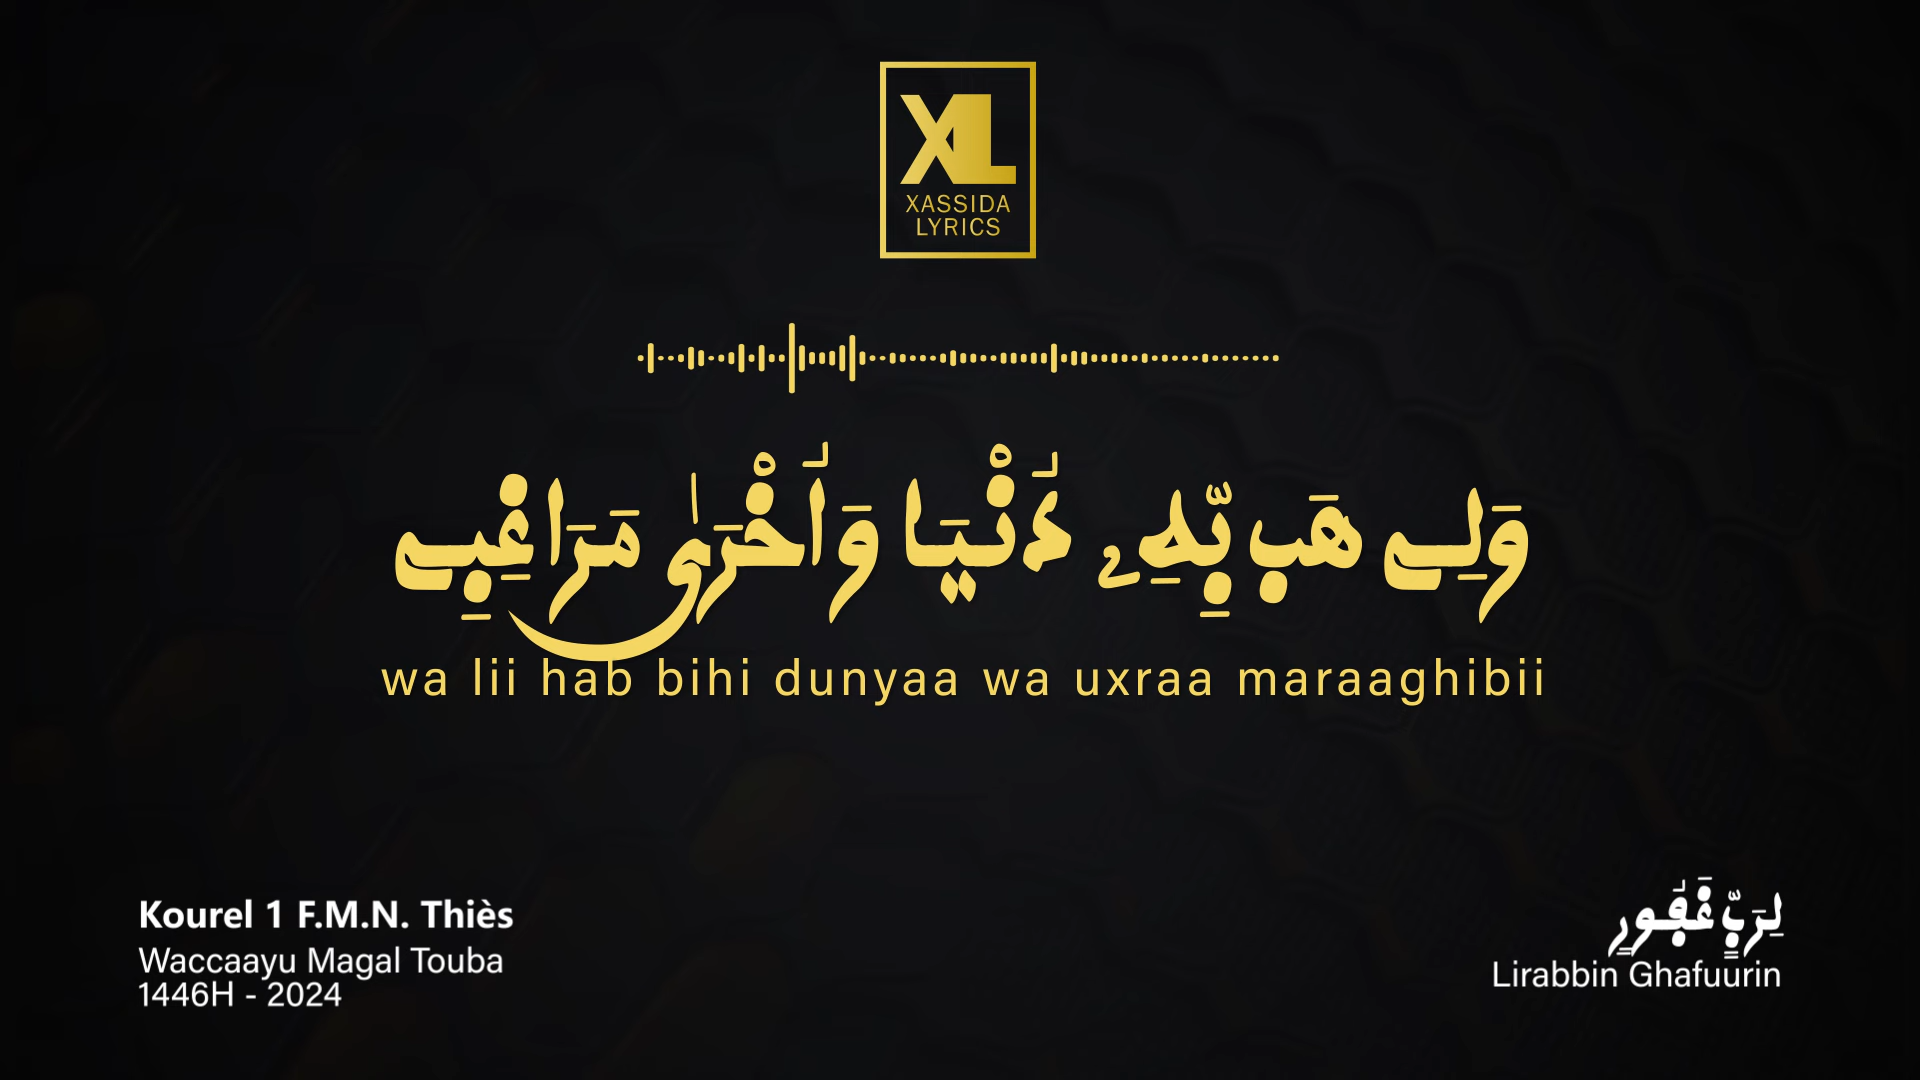 XL
XASSIDA
LYRICS
وَلِے هَب بِّهِۦ دُنْيَا وَأُخْرَىٰ مَرَاغِبِے
wa lii hab bihi dunyaa wa uxraa maraaghibii
Kourel 1 F.M.N. Thiès
Waccaayu Magal Touba
1446H - 2024
لِرَبٍّ غَفُورٍ
Lirabbin Ghafuurin